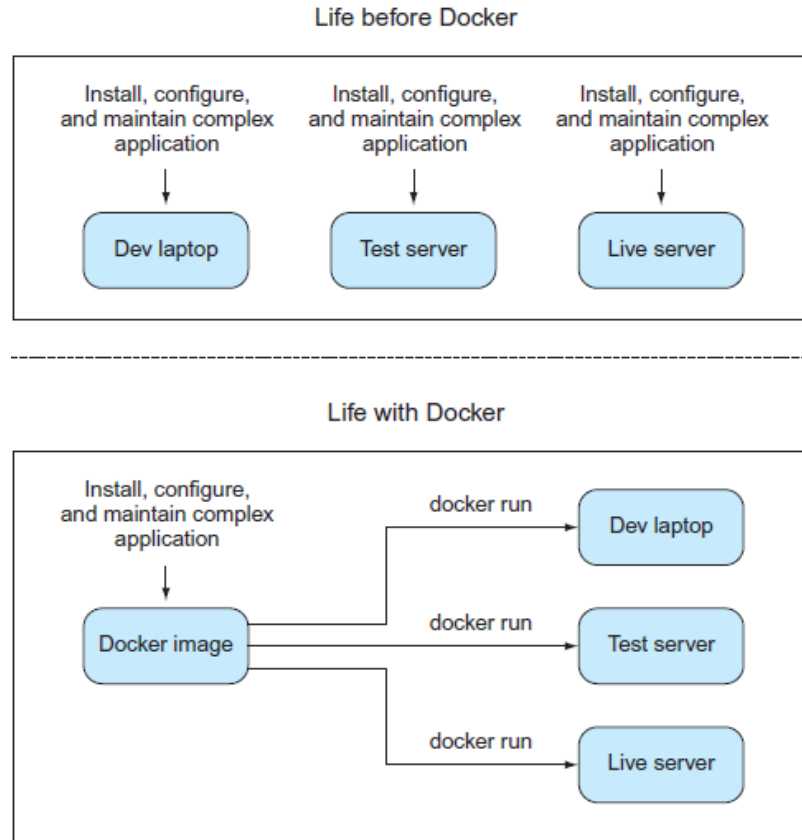 Life before Docker
Install, configure,
and maintain complex
application
Install, configure,
and maintain complex
application
Install, configure,
and maintain complex
application
Dev laptop
Test server
Live server
Life with Docker
Install, configure,
and maintain complex
application
docker run
Dev laptop
Docker image
docker run
Test server
docker run
Live server